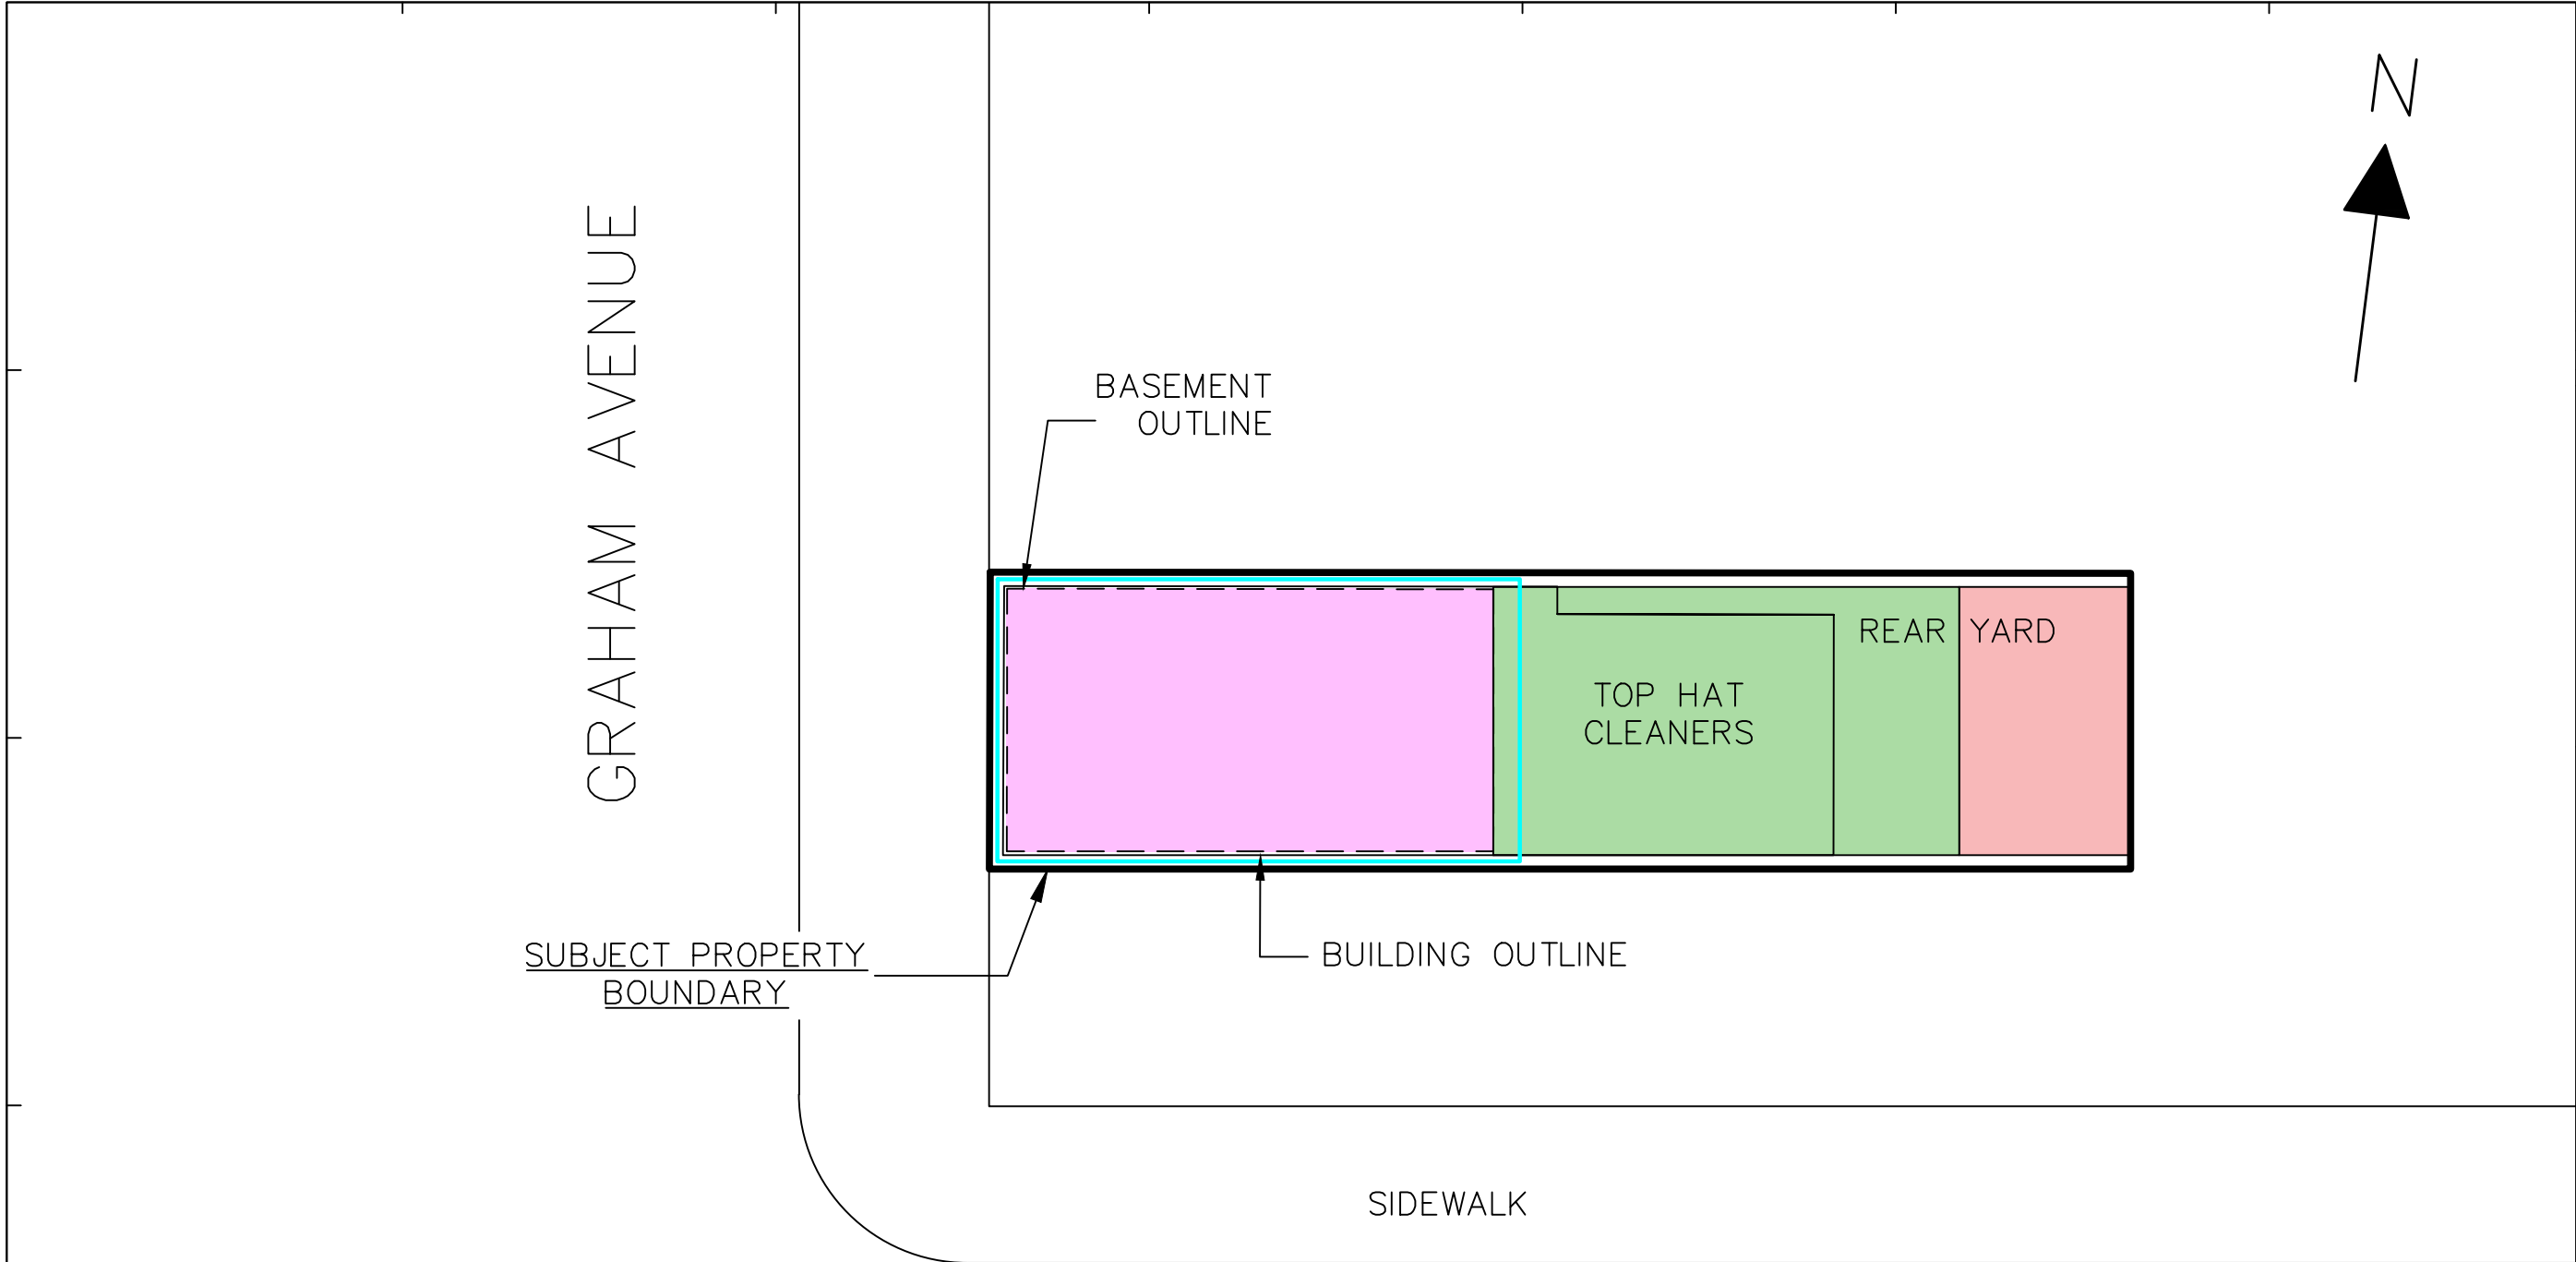 N
GRAHAM AVENUE
BASEMENT
OUTLINE
REAR YARD
TOP HAT
CLEANERS
SUBJECT PROPERTY
BOUNDARY
BUILDING OUTLINE
SIDEWALK